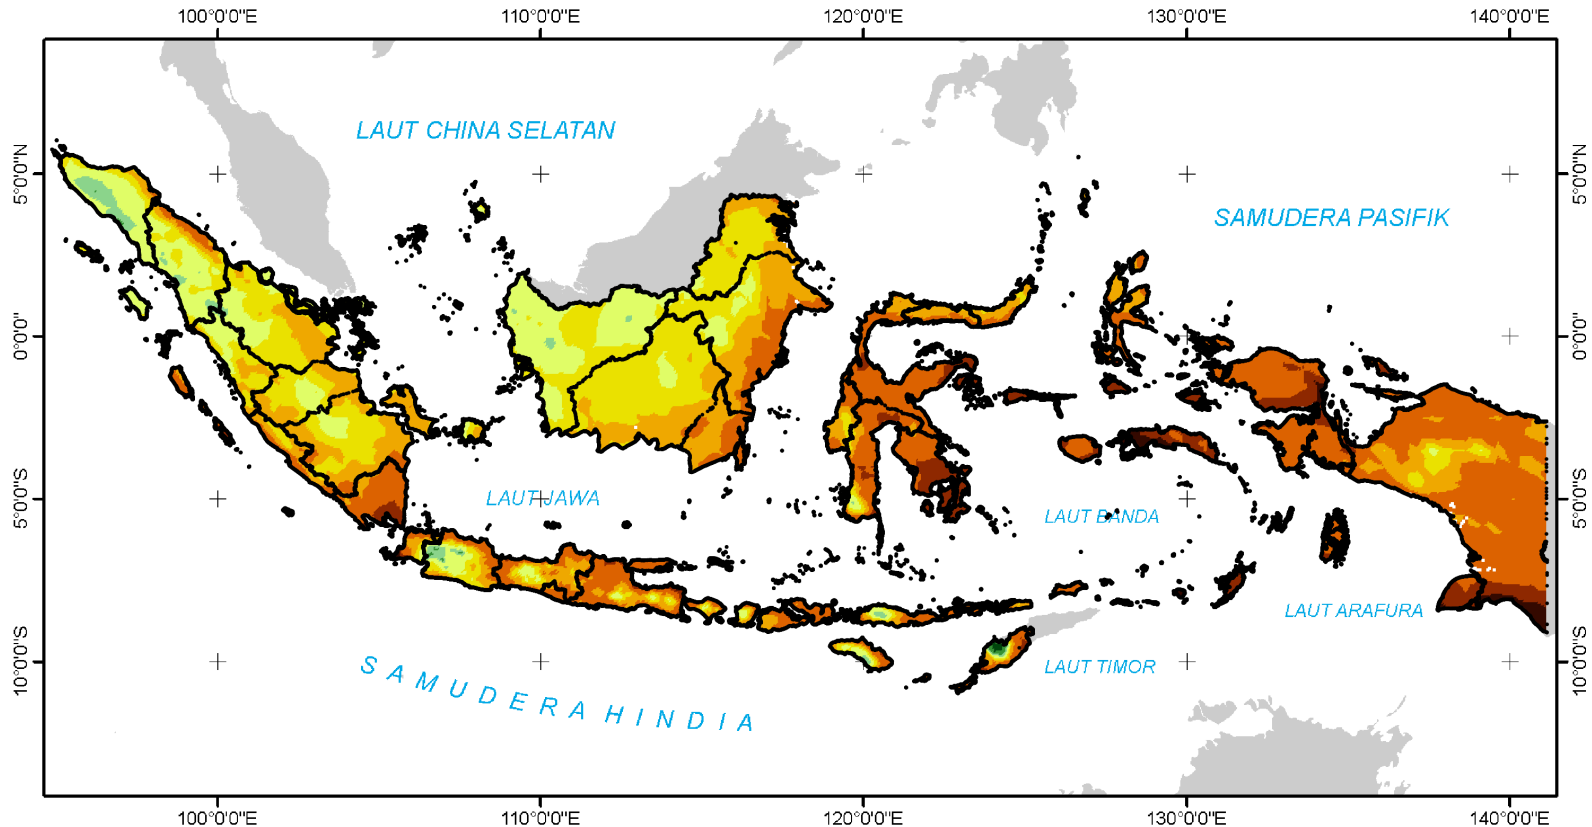 100°0'0"E 110°0'0"E 120°0'0"E 130°0'0"E 140°0'0"E
LAUT CHINA SELATAN
5°0'0"N 5°0'0"N
SAMUDERA PASIFIK
0°0'0" 0°0'0"
5°0'0"S 5°0'0"S
LAUT JAWA
LAUT BANDA
LAUT ARAFURA
10°0'0"S 10°0'0"S
LAUT TIMOR
SAMUDERA HINDIA
100°0'0"E 110°0'0"E 120°0'0"E 130°0'0"E 140°0'0"E